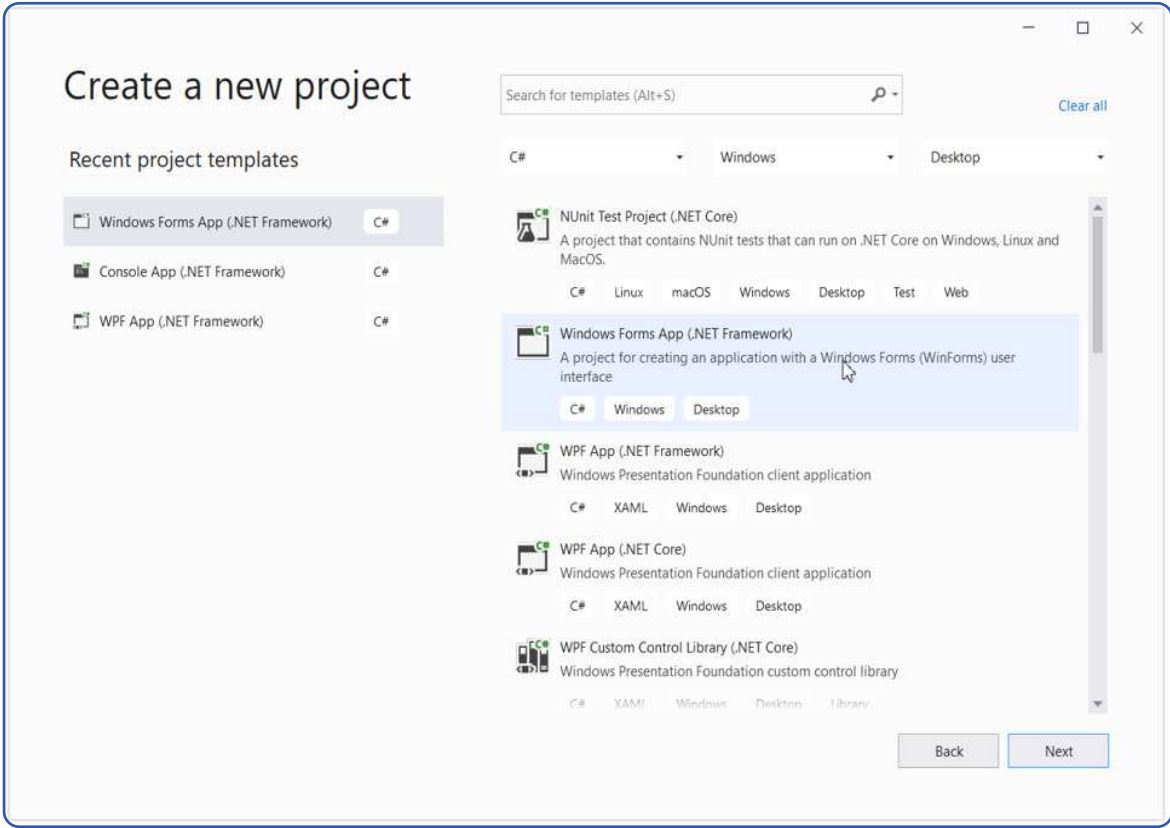 Create a new project
Search for templates (Alt+S)
Clear all
Recent project templates
C#
Windows
Desktop
Windows Forms App (.NET Framework)
C#
Console App (.NET Framework)
C#
WPF App (.NET Framework)
C#
C#
NUnit Test Project (.NET Core)
A project that contains NUnit tests that can run on .NET Core on Windows, Linux and
MacOS.
C# Linux macOS Windows Desktop Test Web
C#
Windows Forms App (.NET Framework)
A project for creating an application with a Windows Forms (WinForms) user
interface
C# Windows Desktop
C#
WPF App (.NET Framework)
Windows Presentation Foundation client application
C# XAML Windows Desktop
C#
WPF App (.NET Core)
Windows Presentation Foundation client application
C# XAML Windows Desktop
C#
WPF Custom Control Library (.NET Core)
Windows Presentation Foundation custom control library
C# XAML Windows Desktop Library
Back
Next